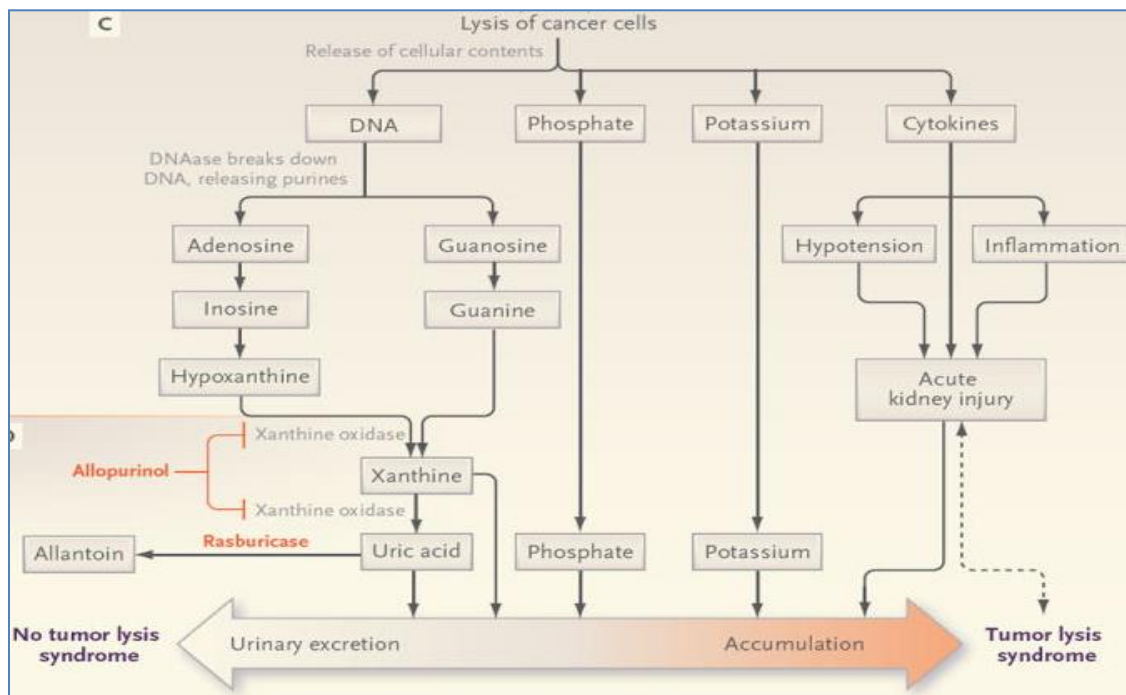 C
Lysis of cancer cells
Release of cellular contents
DNA
Phosphate
Potassium
Cytokines
DNAase breaks down
DNA, releasing purines
Adenosine
Guanosine
Hypotension
Inflammation
Inosine
Guanine
Hypoxanthine
Acute
kidney injury
Xanthine oxidase
Allopurinol
Xanthine
Xanthine oxidase
Rasburicase
Allantoin
Uric acid
Phosphate
Potassium
No tumor lysis
syndrome
Urinary excretion
Accumulation
Tumor lysis
syndrome